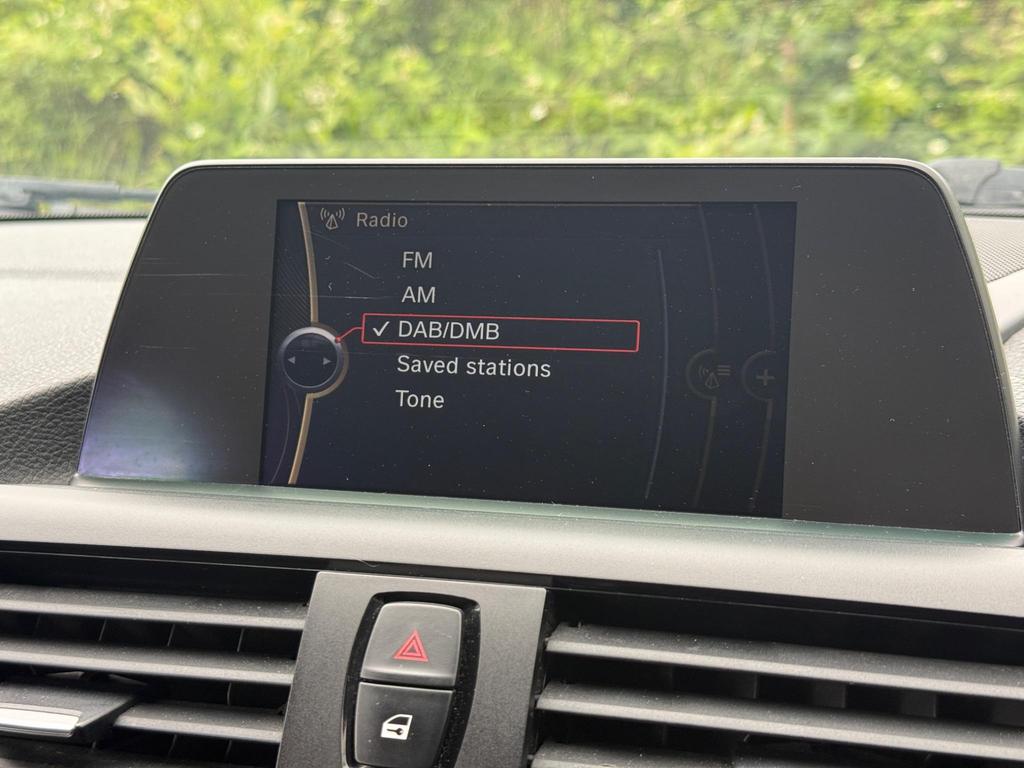 Radio
FM
AM
DAB/DMB
Saved stations
Tone